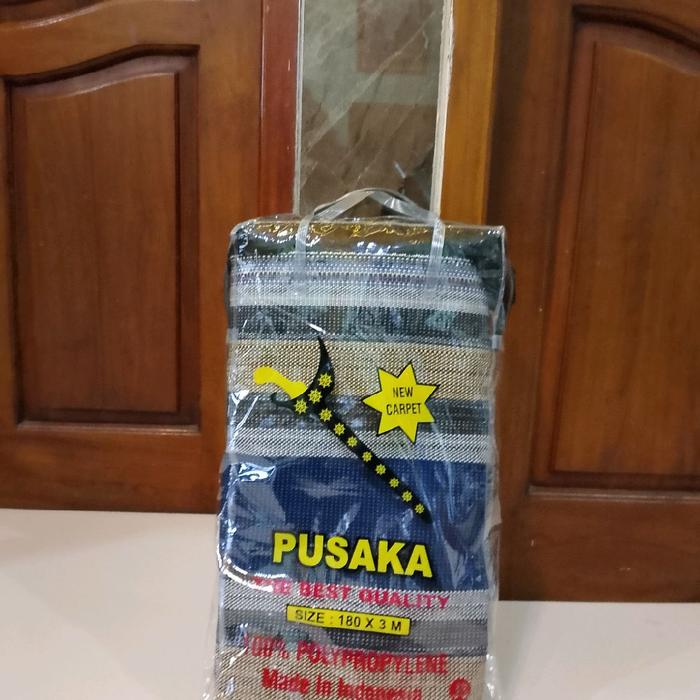 NEW
CARPET
PUSAKA
THE BEST QUALITY
SIZE : 180 X 3 M
100% POLYPROPYLENE
Made in Indonesia